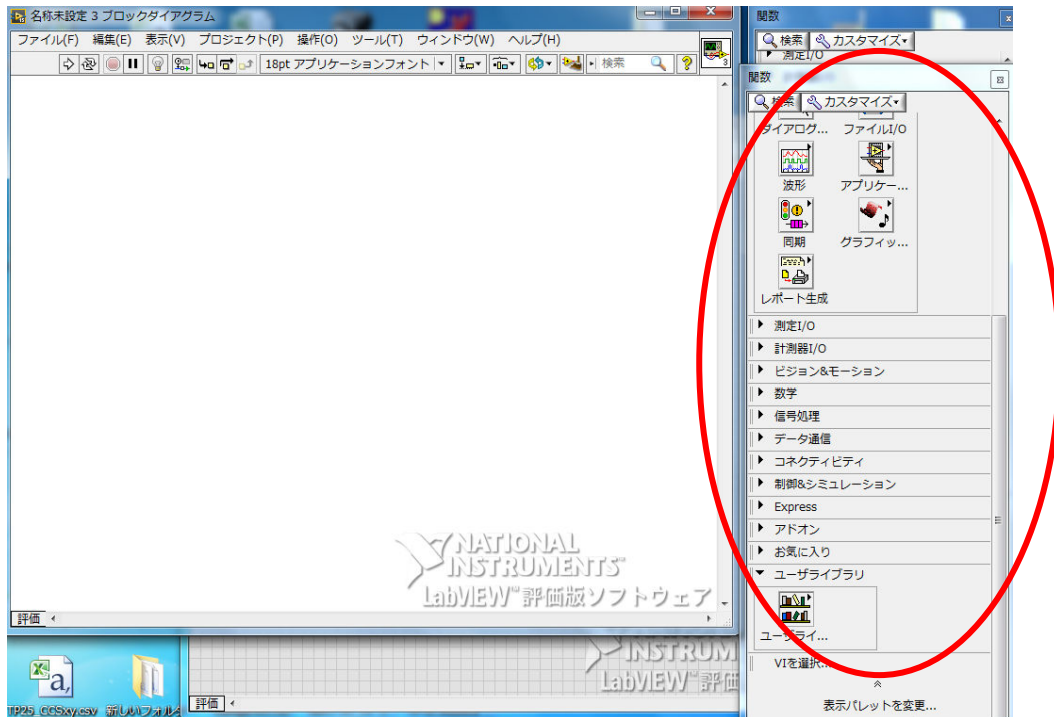 名称未設定 3 ブロックダイアグラム
ファイル(F) 編集(E) 表示(V) プロジェクト(P) 操作(O) ツール(T) ウィンドウ(W) ヘルプ(H)
18pt アプリケーションフォント
検索
3
NATIONAL
INSTRUMENTS™
LabVIEW™ 評価版ソフトウェア
評価
関数
検索 カスタマイズ
測定I/O
関数
検索 カスタマイズ
ダイアログ... ファイルI/O
波形 アプリケー...
同期 グラフィッ...
レポート生成
測定I/O
計測器I/O
ビジョン&モーション
数学
信号処理
データ通信
コネクティビティ
制御&シミュレーション
Express
アドオン
お気に入り
ユーザライブラリ
ユーザライ...
VIを選択...
表示パレットを変更...
a,
TP25_CCSxy.csv 新しいフォルダ
INSTRUM
LabVIEW™ 評価
評価